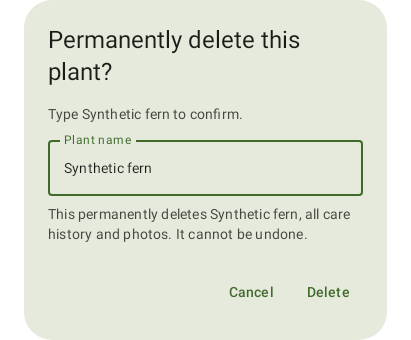 Permanently delete this
plant?
Type Synthetic fern to confirm.
Plant name
Synthetic fern
This permanently deletes Synthetic fern, all care
history and photos. It cannot be undone.
Cancel Delete